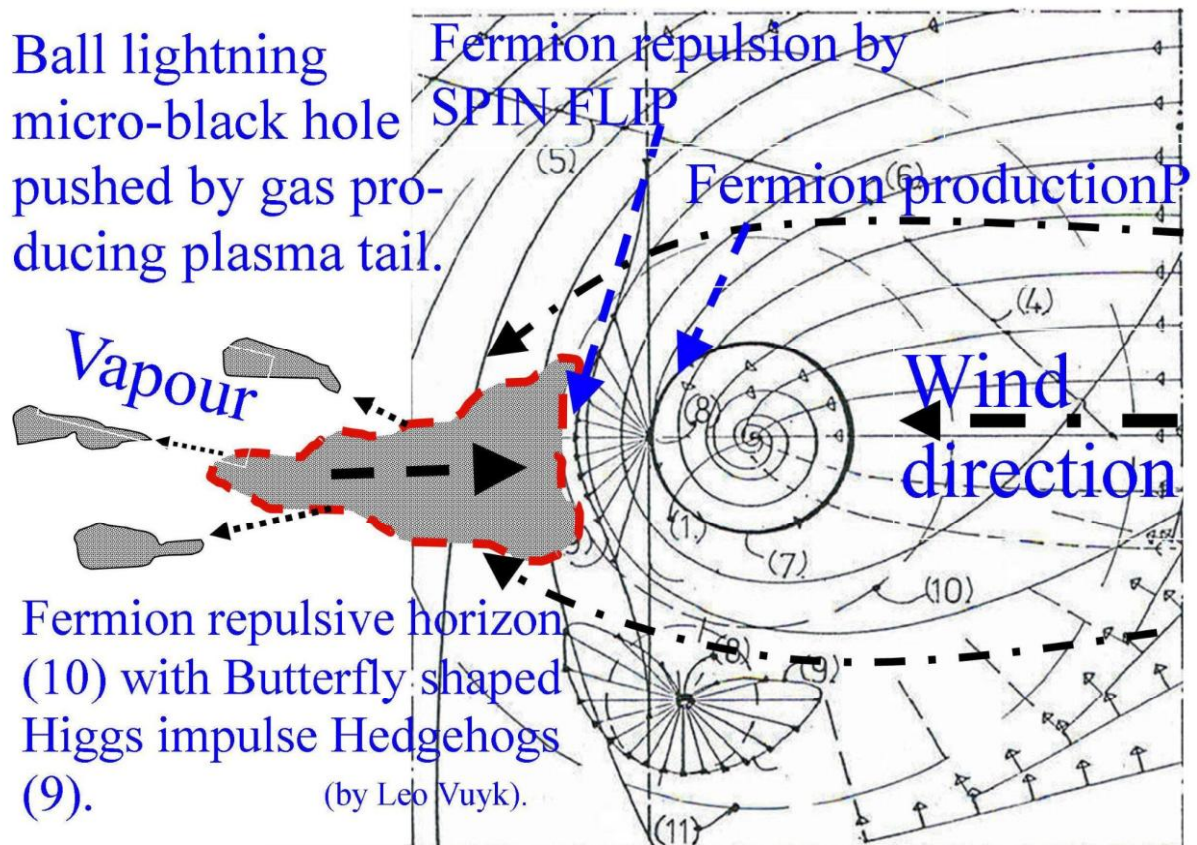 Ball lightning
micro-black hole
pushed by gas pro-
ducing plasma tail.
Fermion repulsion by
SPIN FLIP
(5)
(6)
Fermion productionP
(4)
Vapour
Wind
direction
(8)
(1)
(7)
(10)
(8)
(9)
Fermion repulsive horizon
(10) with Butterfly shaped
Higgs impulse Hedgehogs
(9).
(by Leo Vuyk).
(11)